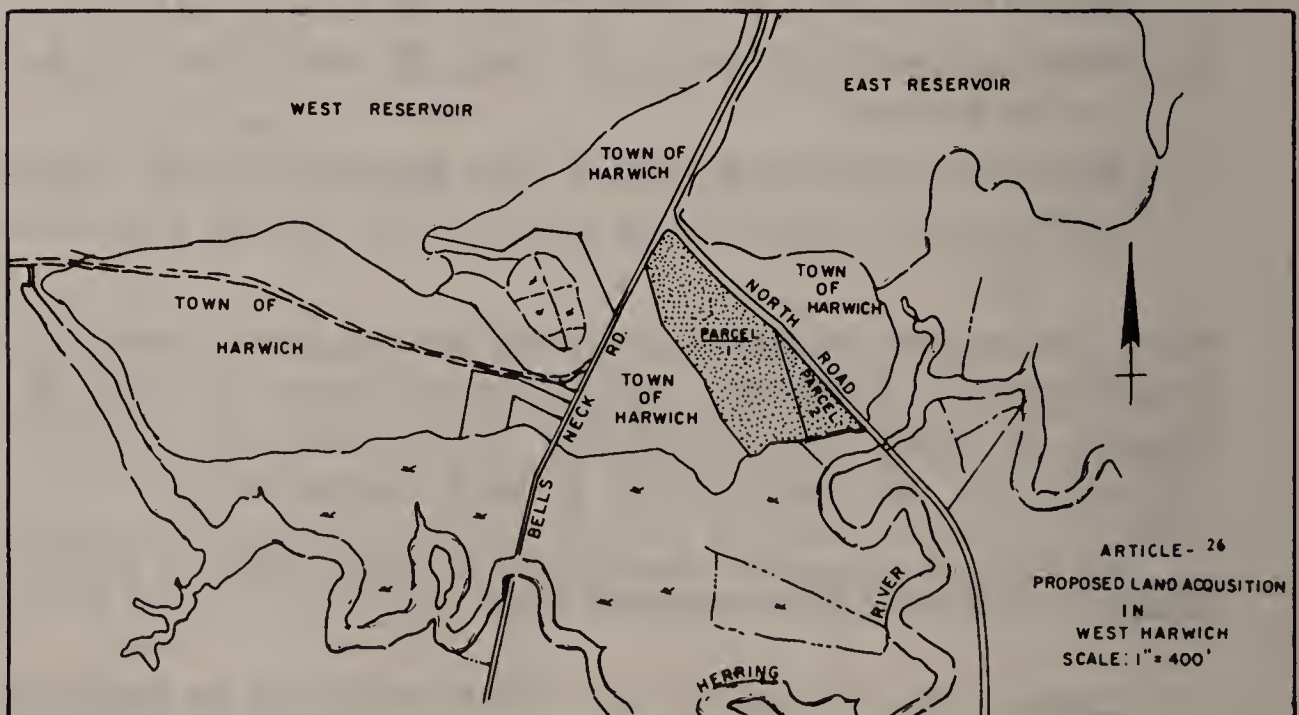 WEST RESERVOIR
EAST RESERVOIR
TOWN OF
HARWICH
TOWN OF
HARWICH
TOWN
OF
HARWICH
NORTH ROAD
PARCEL
1
PARCEL
2
TOWN
OF
HARWICH
BELLS NECK RD.
RIVER
HERRING
ARTICLE- 26
PROPOSED LAND ACQUSITION
IN
WEST HARWICH
SCALE: 1" = 400'